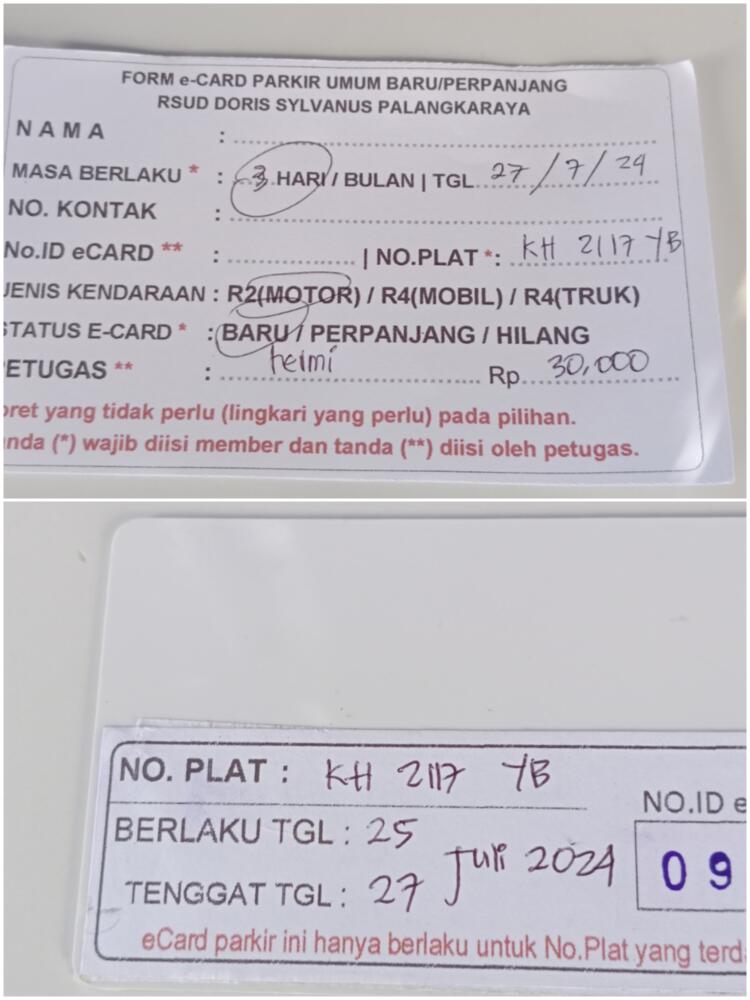 FORM e-CARD PARKIR UMUM BARU/PERPANJANG
RSUD DORIS SYLVANUS PALANGKARAYA
NAMA :
MASA BERLAKU * : 3 HARI / BULAN | TGL 27/7/24
NO. KONTAK :
No.ID eCARD ** : | NO.PLAT *: KH 2117 YB
JENIS KENDARAAN : R2(MOTOR) / R4(MOBIL) / R4(TRUK)
STATUS E-CARD * : BARU / PERPANJANG / HILANG
ETUGAS ** : helmi Rp 30,000
oret yang tidak perlu (lingkari yang perlu) pada pilihan.
anda (*) wajib diisi member dan tanda (**) diisi oleh petugas.
NO. PLAT : KH 2117 YB
NO.ID e
BERLAKU TGL : 25
Juli 2024
09
TENGGAT TGL : 27
eCard parkir ini hanya berlaku untuk No.Plat yang terd